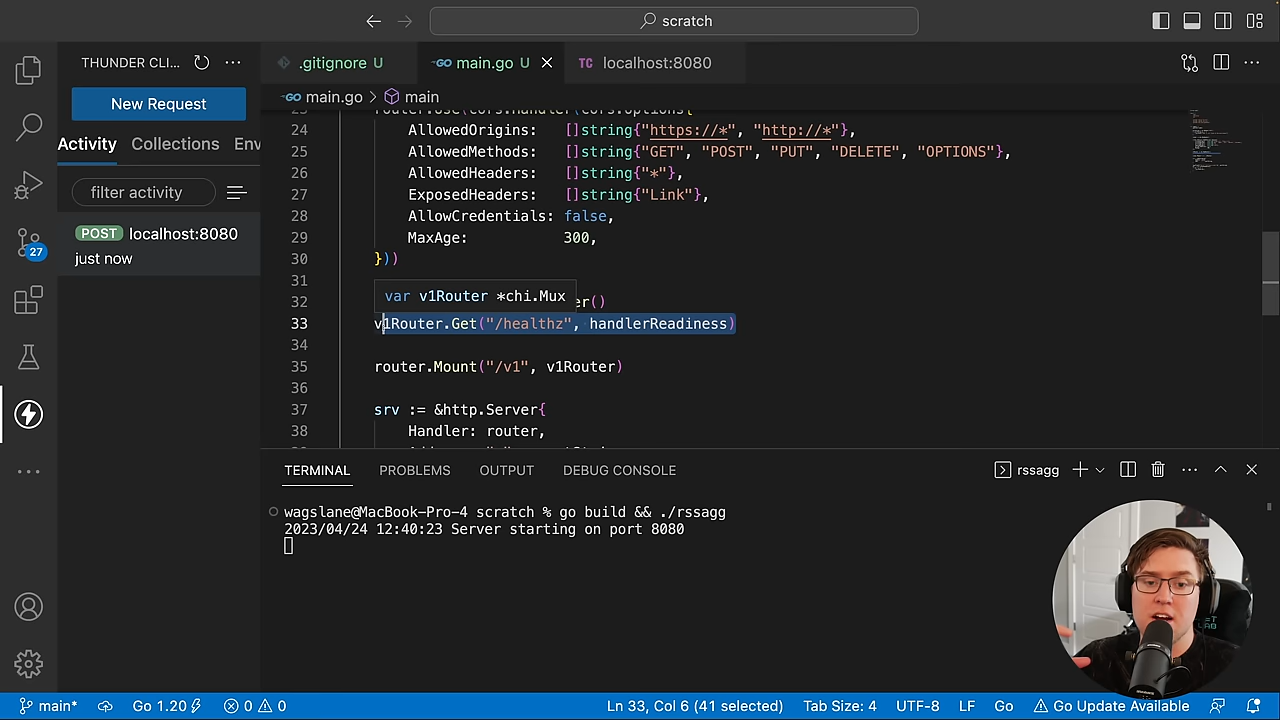 scratch
THUNDER CLI...
New Request
Activity Collections Env
filter activity
POST localhost:8080
just now
27
.gitignore U
main.go U
TC localhost:8080
main.go > main
24 AllowedOrigins: []string{"https://*", "http://*"},
25 AllowedMethods: []string{"GET", "POST", "PUT", "DELETE", "OPTIONS"},
26 AllowedHeaders: []string{"*"},
27 ExposedHeaders: []string{"Link"},
28 AllowCredentials: false,
29 MaxAge: 300,
30 }))
31
var v1Router *chi.Mux
32 er()
33 v1Router.Get("/healthz", handlerReadiness)
34
35 router.Mount("/v1", v1Router)
36
37 srv := &http.Server{
38 Handler: router,
TERMINAL PROBLEMS OUTPUT DEBUG CONSOLE rssagg
wagslane@MacBook-Pro-4 scratch % go build && ./rssagg
2023/04/24 12:40:23 Server starting on port 8080
main* Go 1.20 0 0 Ln 33, Col 6 (41 selected) Tab Size: 4 UTF-8 LF Go Go Update Available